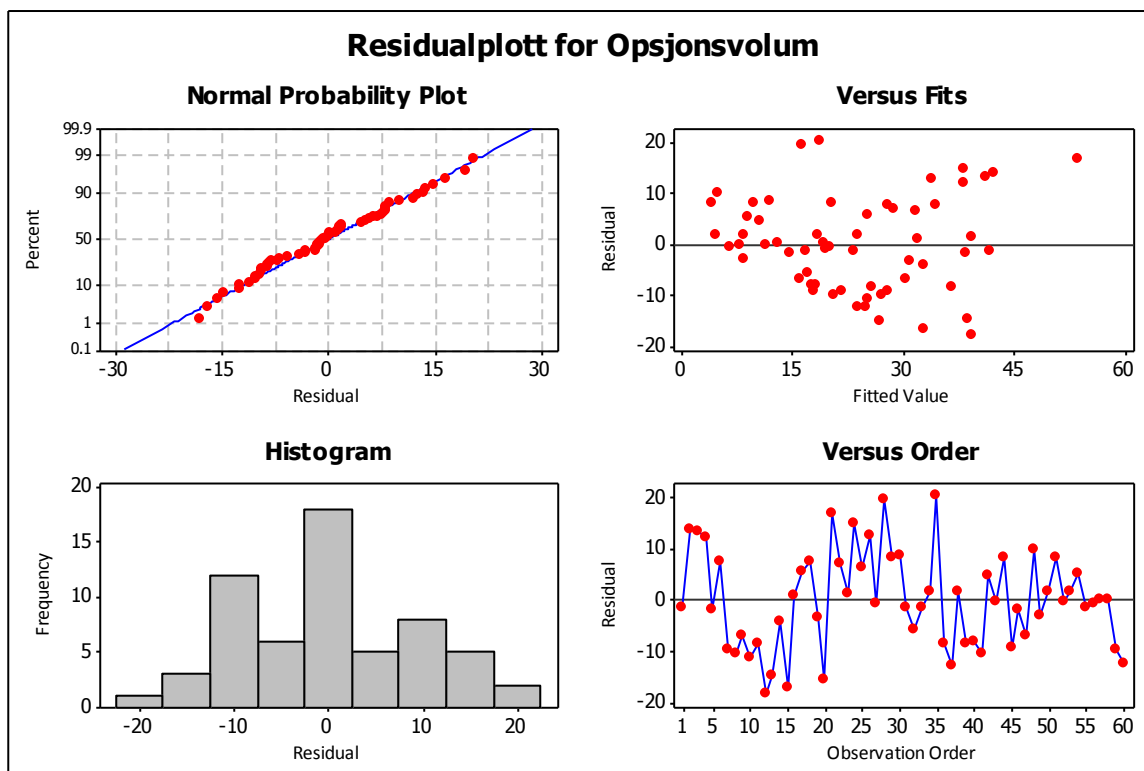 Residualplott for Opsjonsvolum
Normal Probability Plot
99.9
99
90
50
10
1
0.1
Percent
-30 -15 0 15 30
Residual
Versus Fits
20
10
0
-10
-20
Residual
0 15 30 45 60
Fitted Value
Histogram
20
15
10
5
0
Frequency
-20 -10 0 10 20
Residual
Versus Order
20
10
0
-10
-20
Residual
1 5 10 15 20 25 30 35 40 45 50 55 60
Observation Order